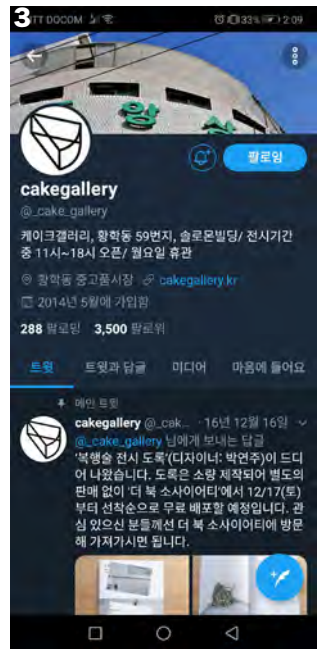 3
NTT DOCOM
33%
2:09
팔로잉
cakegallery
@_cake_gallery
케이크갤러리, 황학동 59번지, 솔로몬빌딩/ 전시기간
중 11시~18시 오픈/ 월요일 휴관
황학동 중고품시장 cakegallery.kr
2014년 5월에 가입함
288 팔로잉 3,500 팔로워
트윗 트윗과 답글 미디어 마음에 들어요
메인 트윗
cakegallery @_cak... · 16년 12월 16일
@_cake_gallery 님에게 보내는 답글
'복행술 전시 도록'(디자이너: 박연주)이 드디
어 나왔습니다. 도록은 소량 제작되어 별도의
판매 없이 '더 북 소사이어티'에서 12/17(토)
부터 선착순으로 무료 배포할 예정입니다. 관
심 있으신 분들께선 더 북 소사이어티에 방문
해 가져가시면 됩니다.